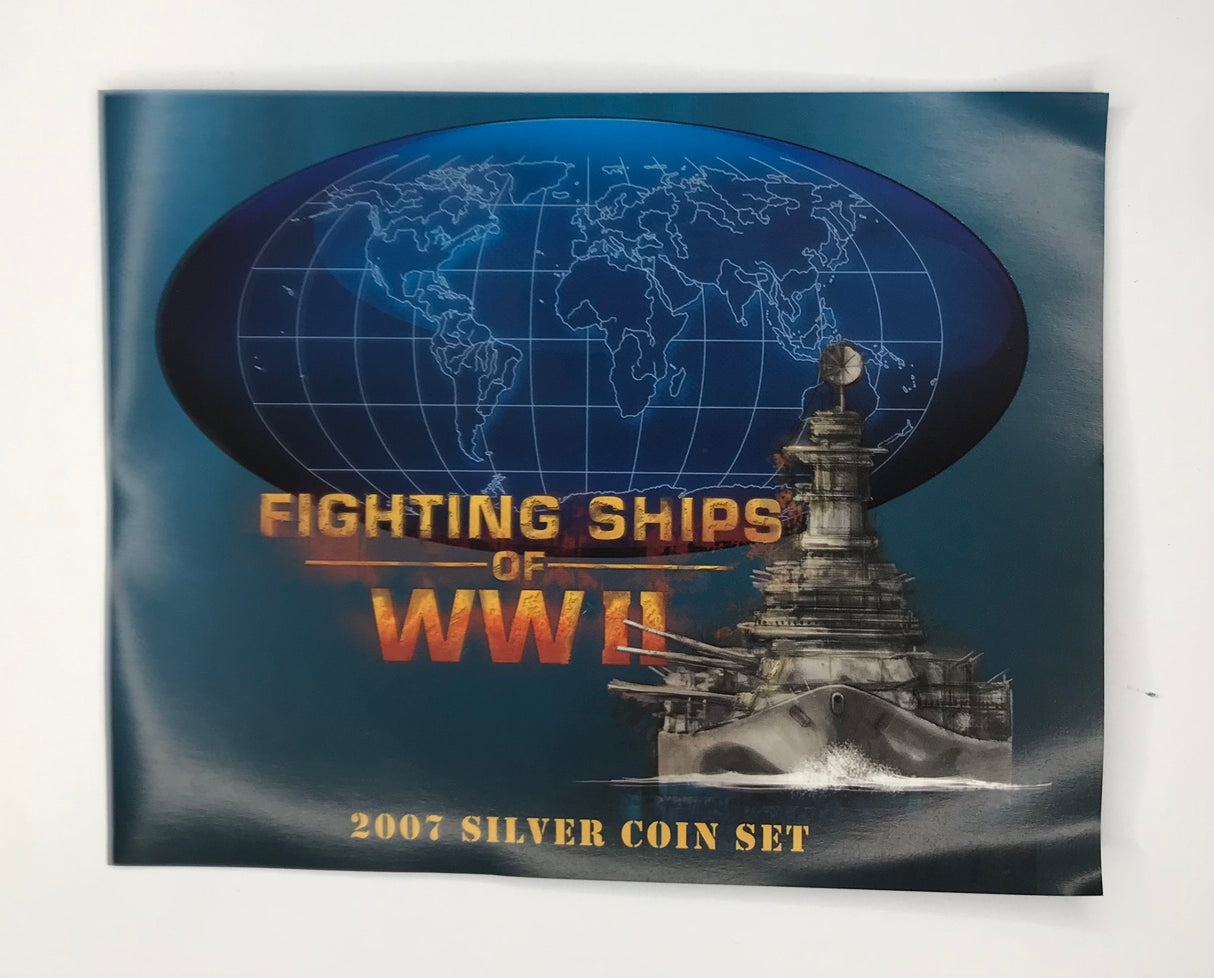 FIGHTING SHIPS
OF
WWII
2007 SILVER COIN SET